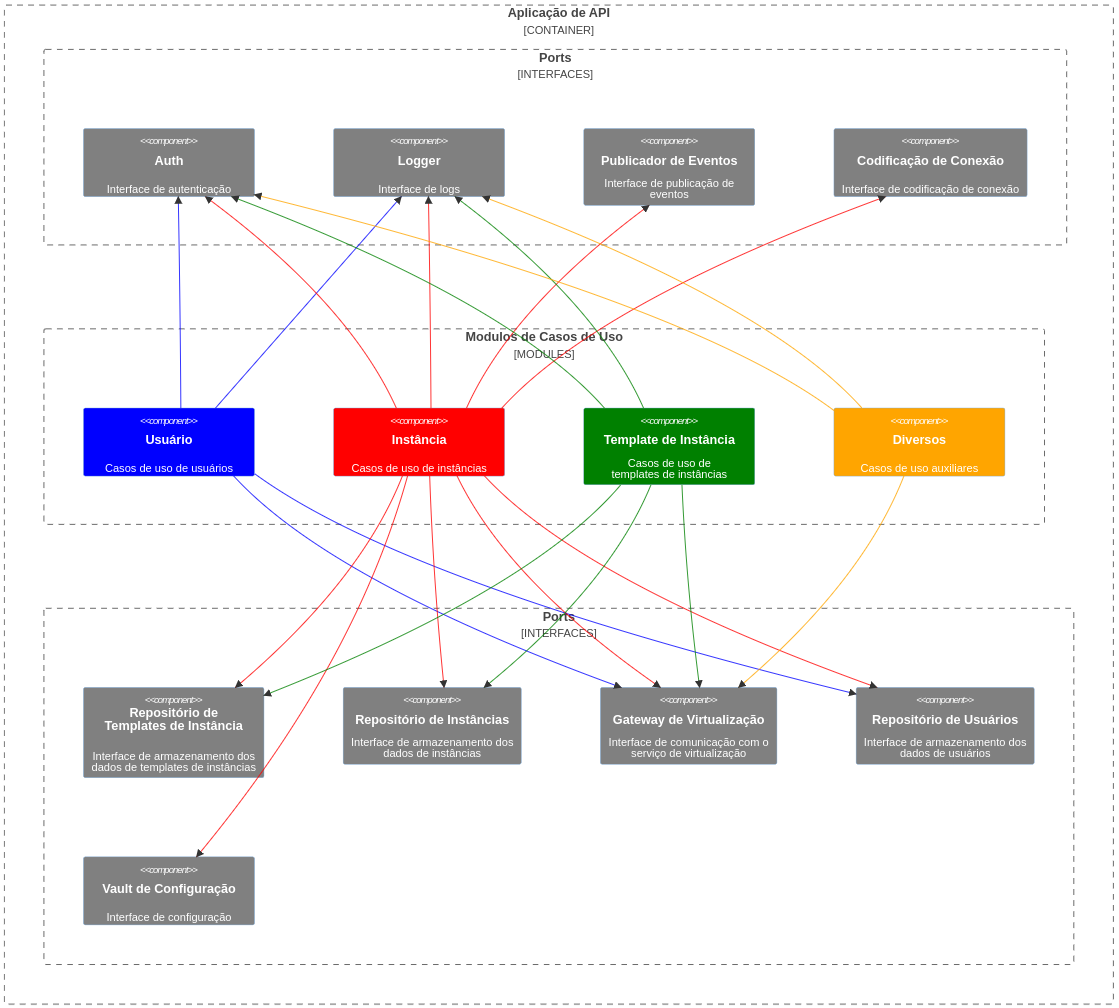 Aplicação de API
[CONTAINER]
Ports
[INTERFACES]
<<component>>
Auth
Interface de autenticação
<<component>>
Logger
Interface de logs
<<component>>
Publicador de Eventos
Interface de publicação de
eventos
<<component>>
Codificação de Conexão
Interface de codificação de conexão
Modulos de Casos de Uso
[MODULES]
<<component>>
Usuário
Casos de uso de usuários
<<component>>
Instância
Casos de uso de instâncias
<<component>>
Template de Instância
Casos de uso de
templates de instâncias
<<component>>
Diversos
Casos de uso auxiliares
Ports
[INTERFACES]
<<component>>
Repositório de
Templates de Instância
Interface de armazenamento dos
dados de templates de instâncias
<<component>>
Repositório de Instâncias
Interface de armazenamento dos
dados de instâncias
<<component>>
Gateway de Virtualização
Interface de comunicação com o
serviço de virtualização
<<component>>
Repositório de Usuários
Interface de armazenamento dos
dados de usuários
<<component>>
Vault de Configuração
Interface de configuração